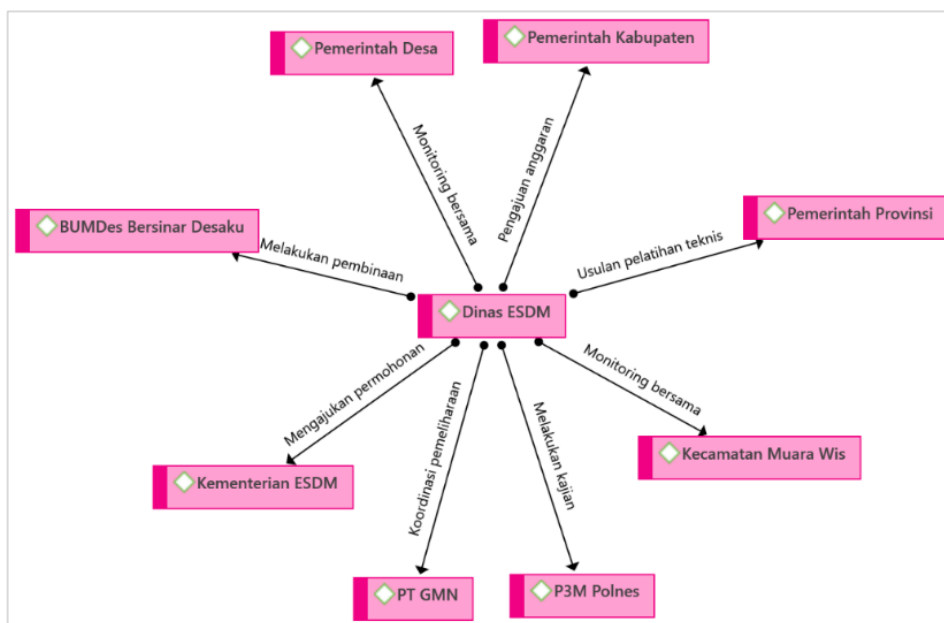 Pemerintah Desa
Pemerintah Kabupaten
Monitoring bersama
Pengajuan anggaran
BUMDes Bersinar Desaku
Pemerintah Provinsi
Melakukan pembinaan
Usulan pelatihan teknis
Dinas ESDM
Mengajukan permohonan
Koordinasi pemeliharaan
Melakukan kajian
Monitoring bersama
Kementerian ESDM
Kecamatan Muara Wis
PT GMN
P3M Polnes